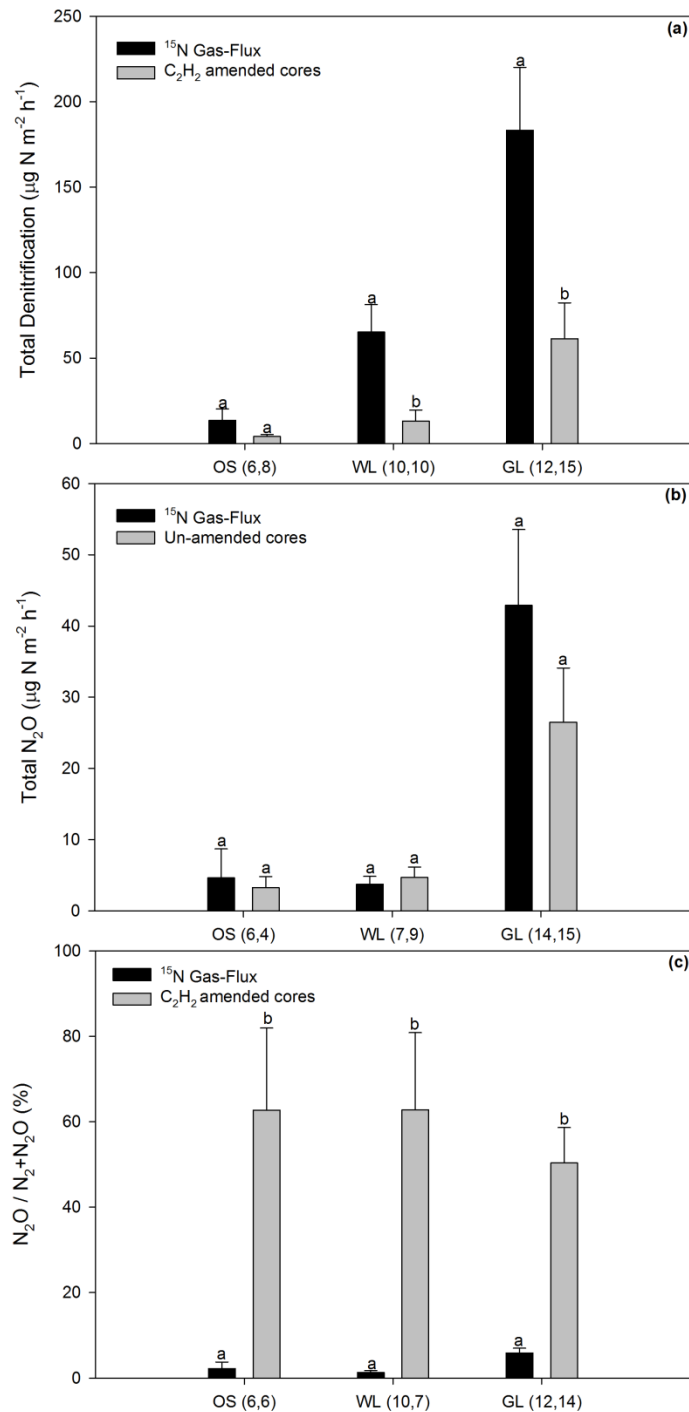 (a)
¹⁵N Gas-Flux
C₂H₂ amended cores
Total Denitrification (µg N m⁻² h⁻¹)
250
200
150
100
50
0
a
a
a
b
a
b
OS (6,8)
WL (10,10)
GL (12,15)
(b)
¹⁵N Gas-Flux
Un-amended cores
Total N₂O (µg N m⁻² h⁻¹)
60
50
40
30
20
10
0
a
a
a
a
a
a
OS (6,4)
WL (7,9)
GL (14,15)
(c)
¹⁵N Gas-Flux
C₂H₂ amended cores
N₂O / N₂+N₂O (%)
100
80
60
40
20
0
a
b
a
b
a
b
OS (6,6)
WL (10,7)
GL (12,14)